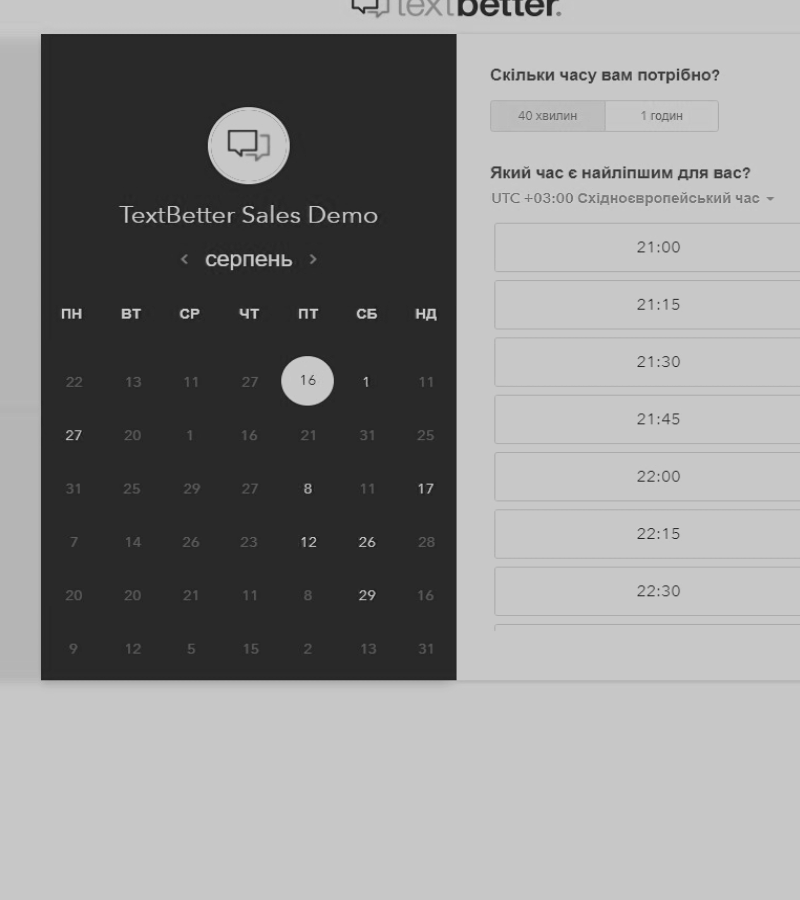 textbetter.
TextBetter Sales Demo
серпень
ПН ВТ СР ЧТ ПТ СБ НД
22 13 11 27 16 1 11
27 20 1 16 21 31 25
31 25 29 27 8 11 17
7 14 26 23 12 26 28
20 20 21 11 8 29 16
9 12 5 15 2 13 31
Скільки часу вам потрібно?
40 хвилин 1 годин
Який час є найліпшим для вас?
UTC +03:00 Східноєвропейський час
21:00
21:15
21:30
21:45
22:00
22:15
22:30